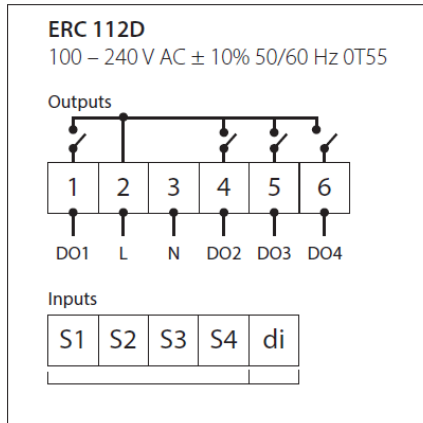 ERC 112D
100 – 240 V AC ± 10% 50/60 Hz 0T55
Outputs
1 2 3 4 5 6
DO1 L N DO2 DO3 DO4
Inputs
S1 S2 S3 S4 di